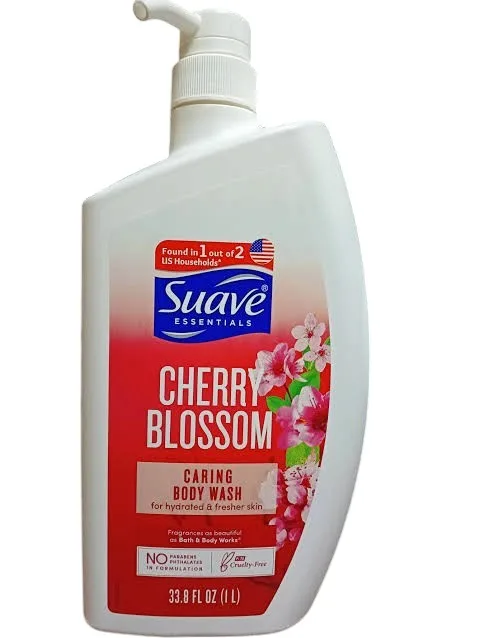 Found in 1 out of 2
US Households*
Suave®
ESSENTIALS
CHERRY
BLOSSOM
CARING
BODY WASH
for hydrated & fresher skin
Fragrances as beautiful
as Bath & Body Works^
NO PARABENS
PHTHALATES
IN FORMULATION
Cruelty-Free
33.8 FL OZ (1 L)